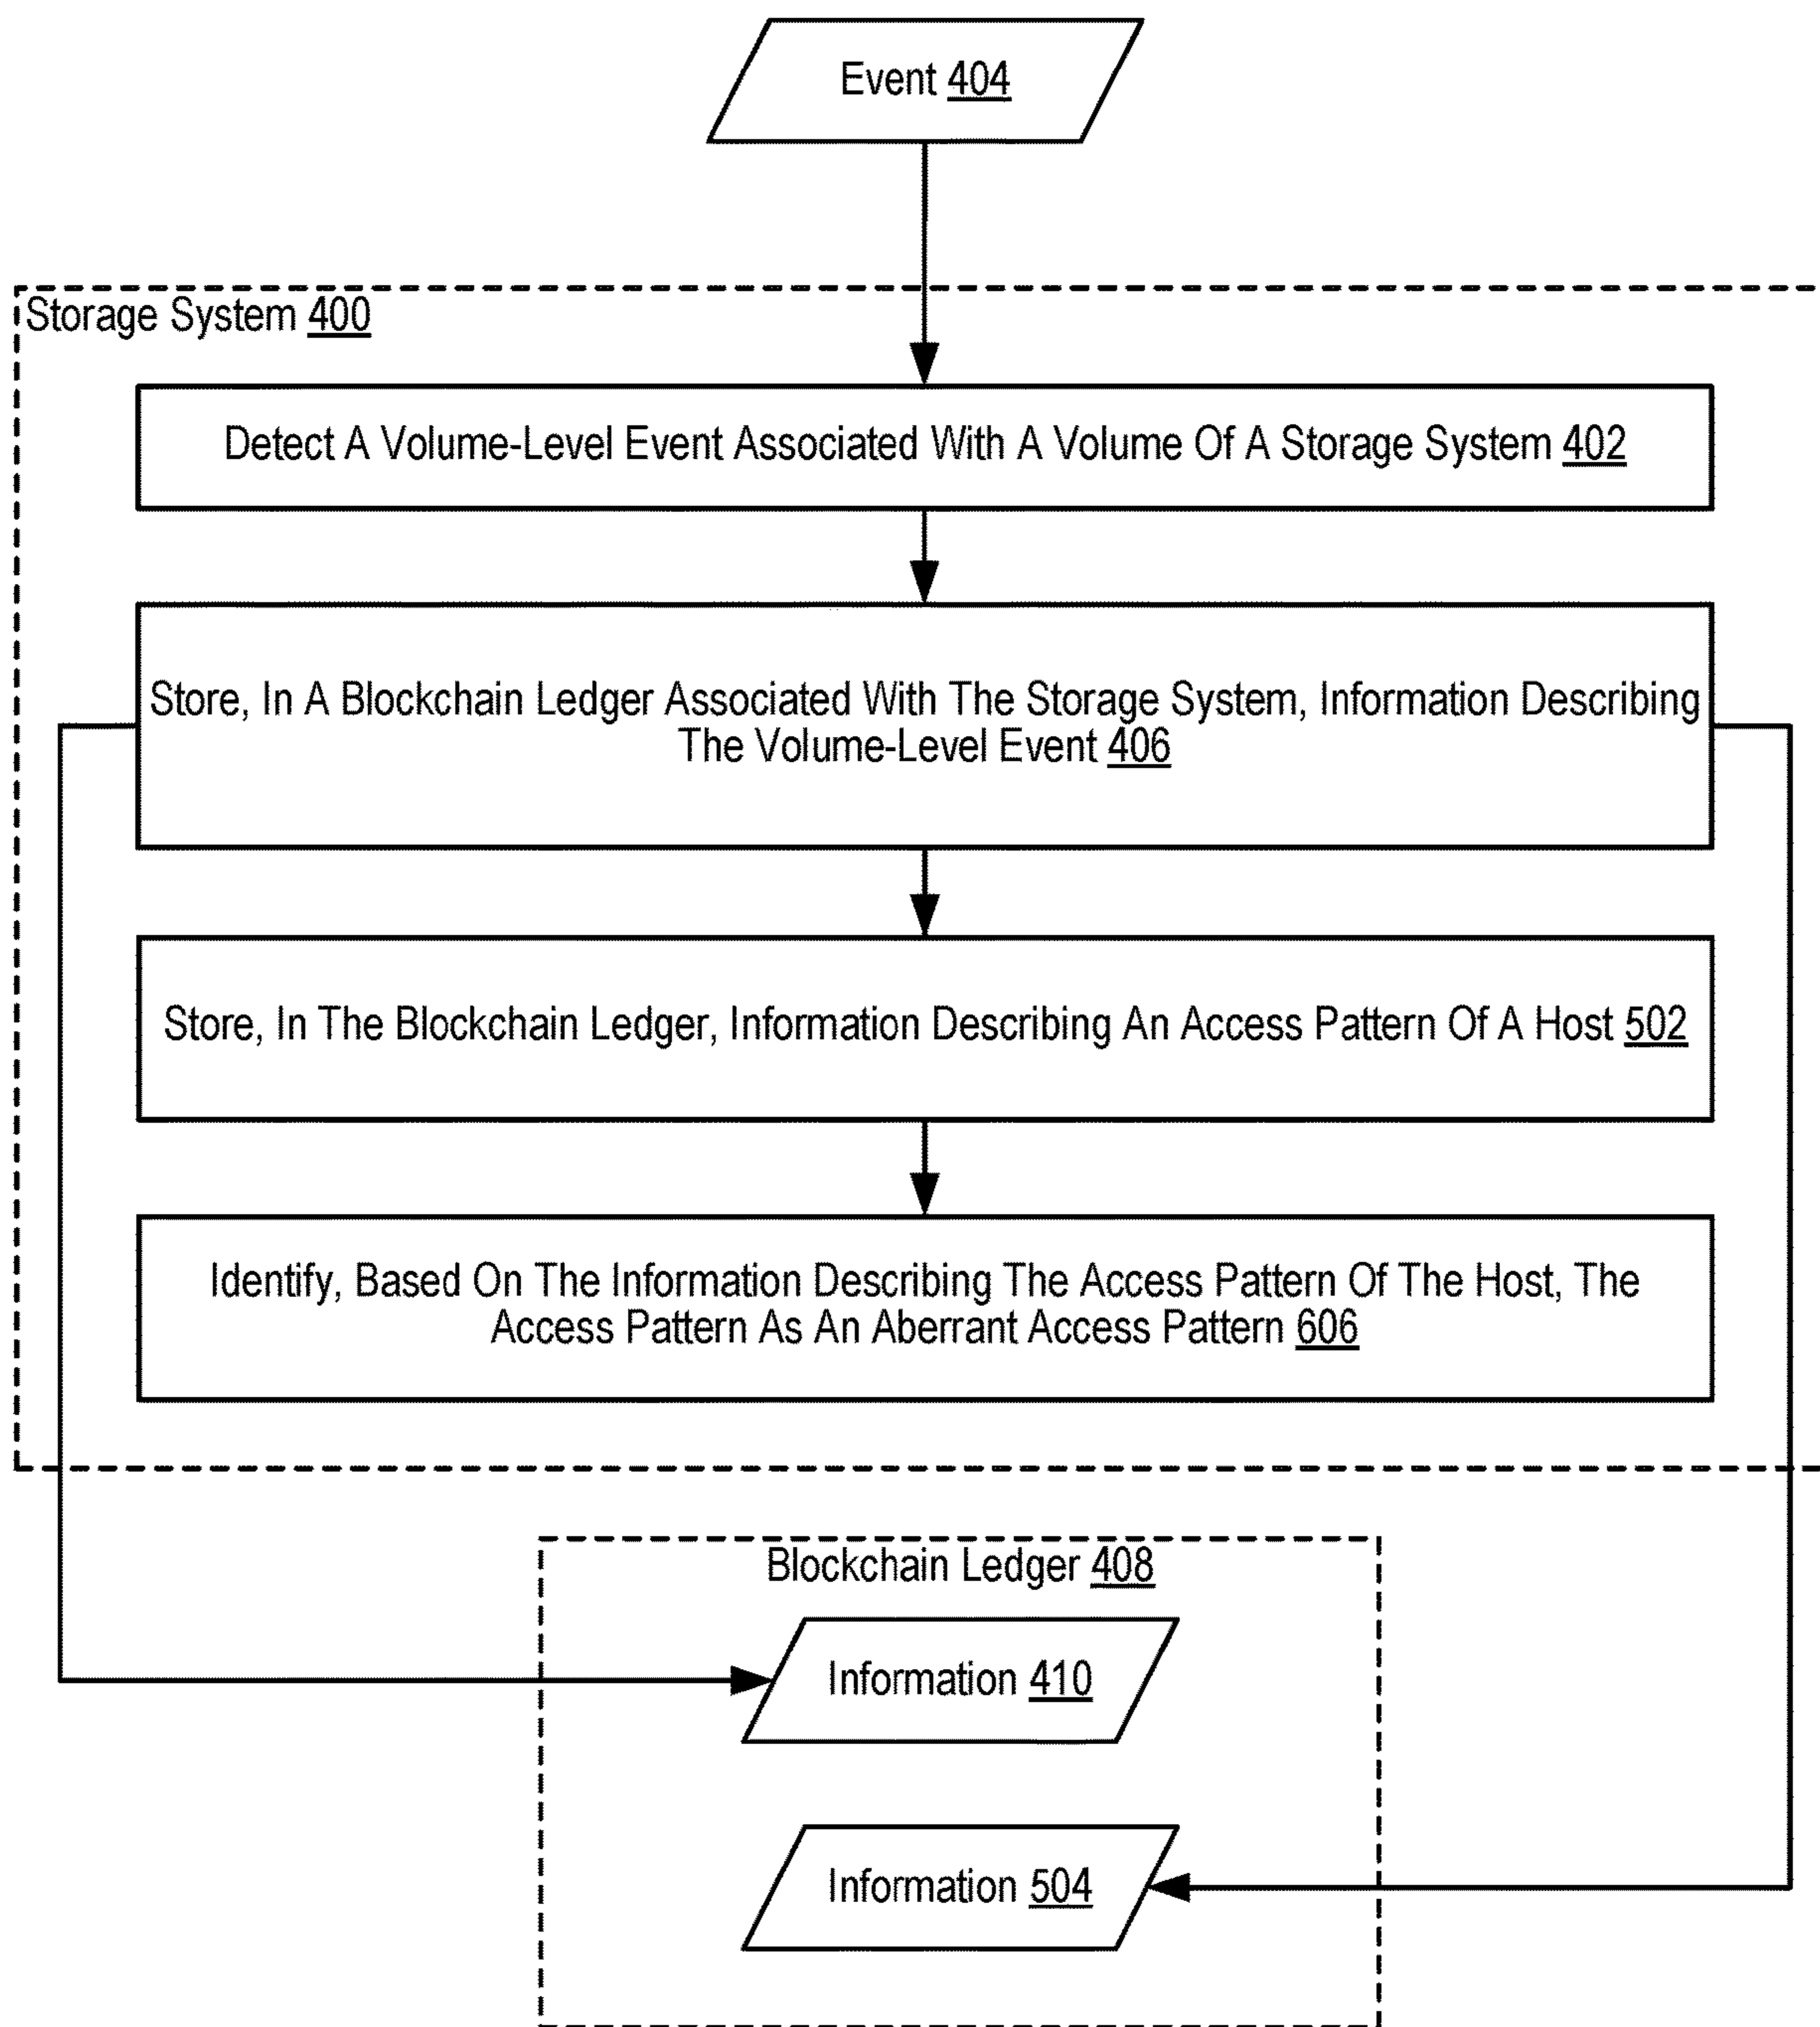 Event 404
Storage System 400
Detect A Volume-Level Event Associated With A Volume Of A Storage System 402
Store, In A Blockchain Ledger Associated With The Storage System, Information Describing
The Volume-Level Event 406
Store, In The Blockchain Ledger, Information Describing An Access Pattern Of A Host 502
Identify, Based On The Information Describing The Access Pattern Of The Host, The
Access Pattern As An Aberrant Access Pattern 606
Blockchain Ledger 408
Information 410
Information 504